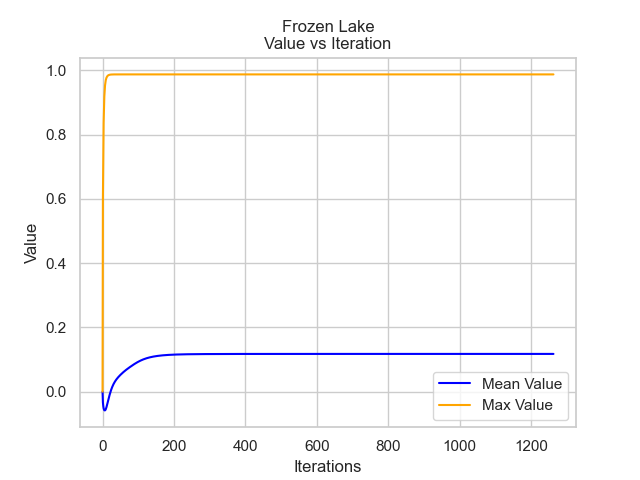 Frozen Lake
Value vs Iteration
Value
1.0
0.8
0.6
0.4
0.2
0.0
0 200 400 600 800 1000 1200
Iterations
Mean Value
Max Value